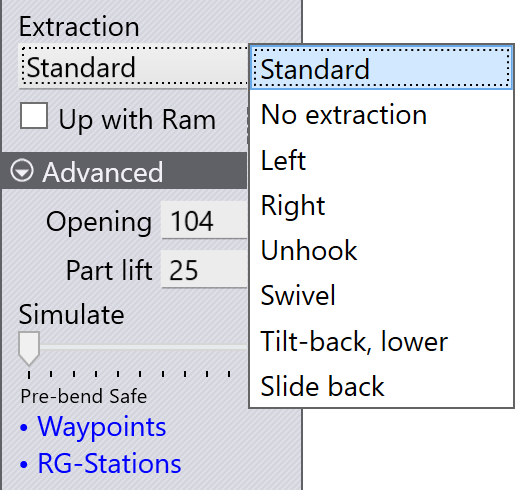 Extraction
Standard
Up with Ram
Advanced
Opening 104
Part lift 25
Simulate
Pre-bend Safe
• Waypoints
• RG-Stations
Standard
No extraction
Left
Right
Unhook
Swivel
Tilt-back, lower
Slide back